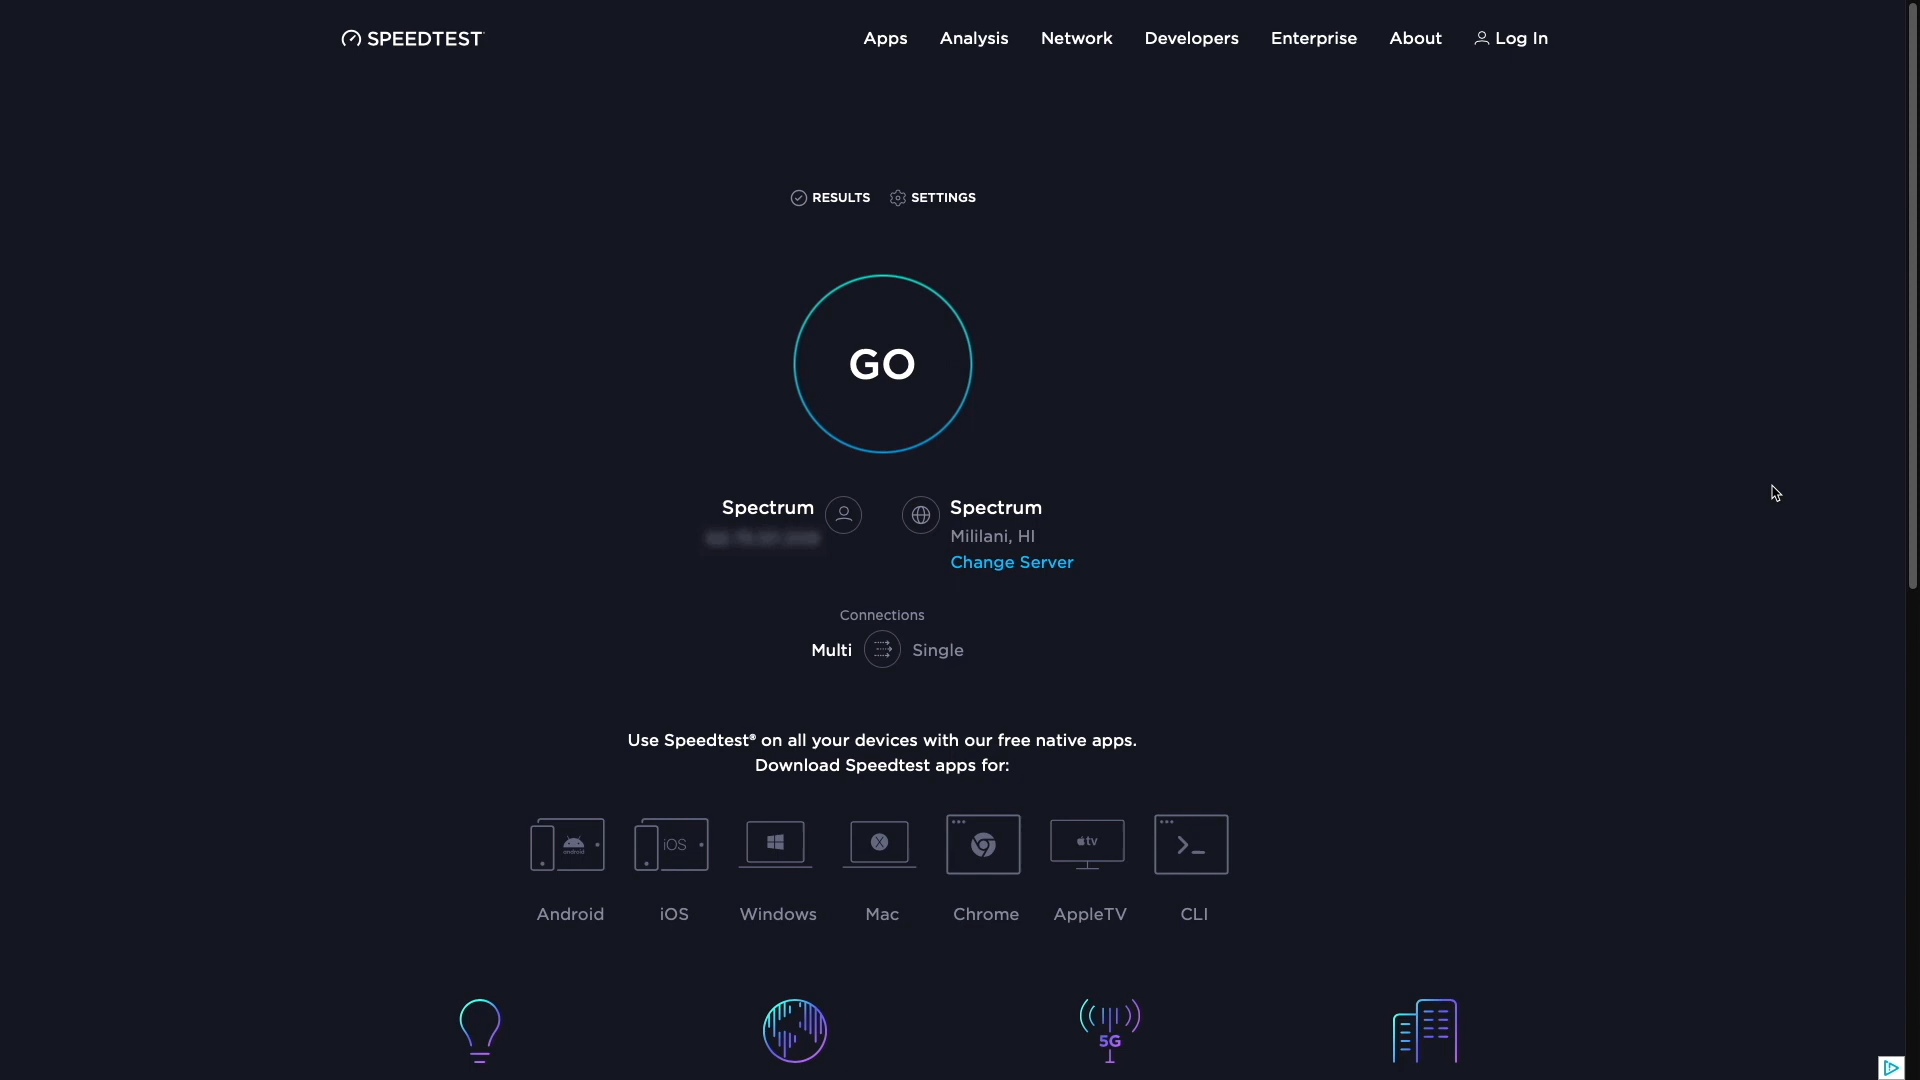 SPEEDTEST
Apps Analysis Network Developers Enterprise About Log In
RESULTS SETTINGS
GO
Spectrum
Spectrum
Mililani, HI
Change Server
Connections
Multi Single
Use Speedtest® on all your devices with our free native apps.
Download Speedtest apps for:
android iOS X tv >_
Android iOS Windows Mac Chrome AppleTV CLI
5G